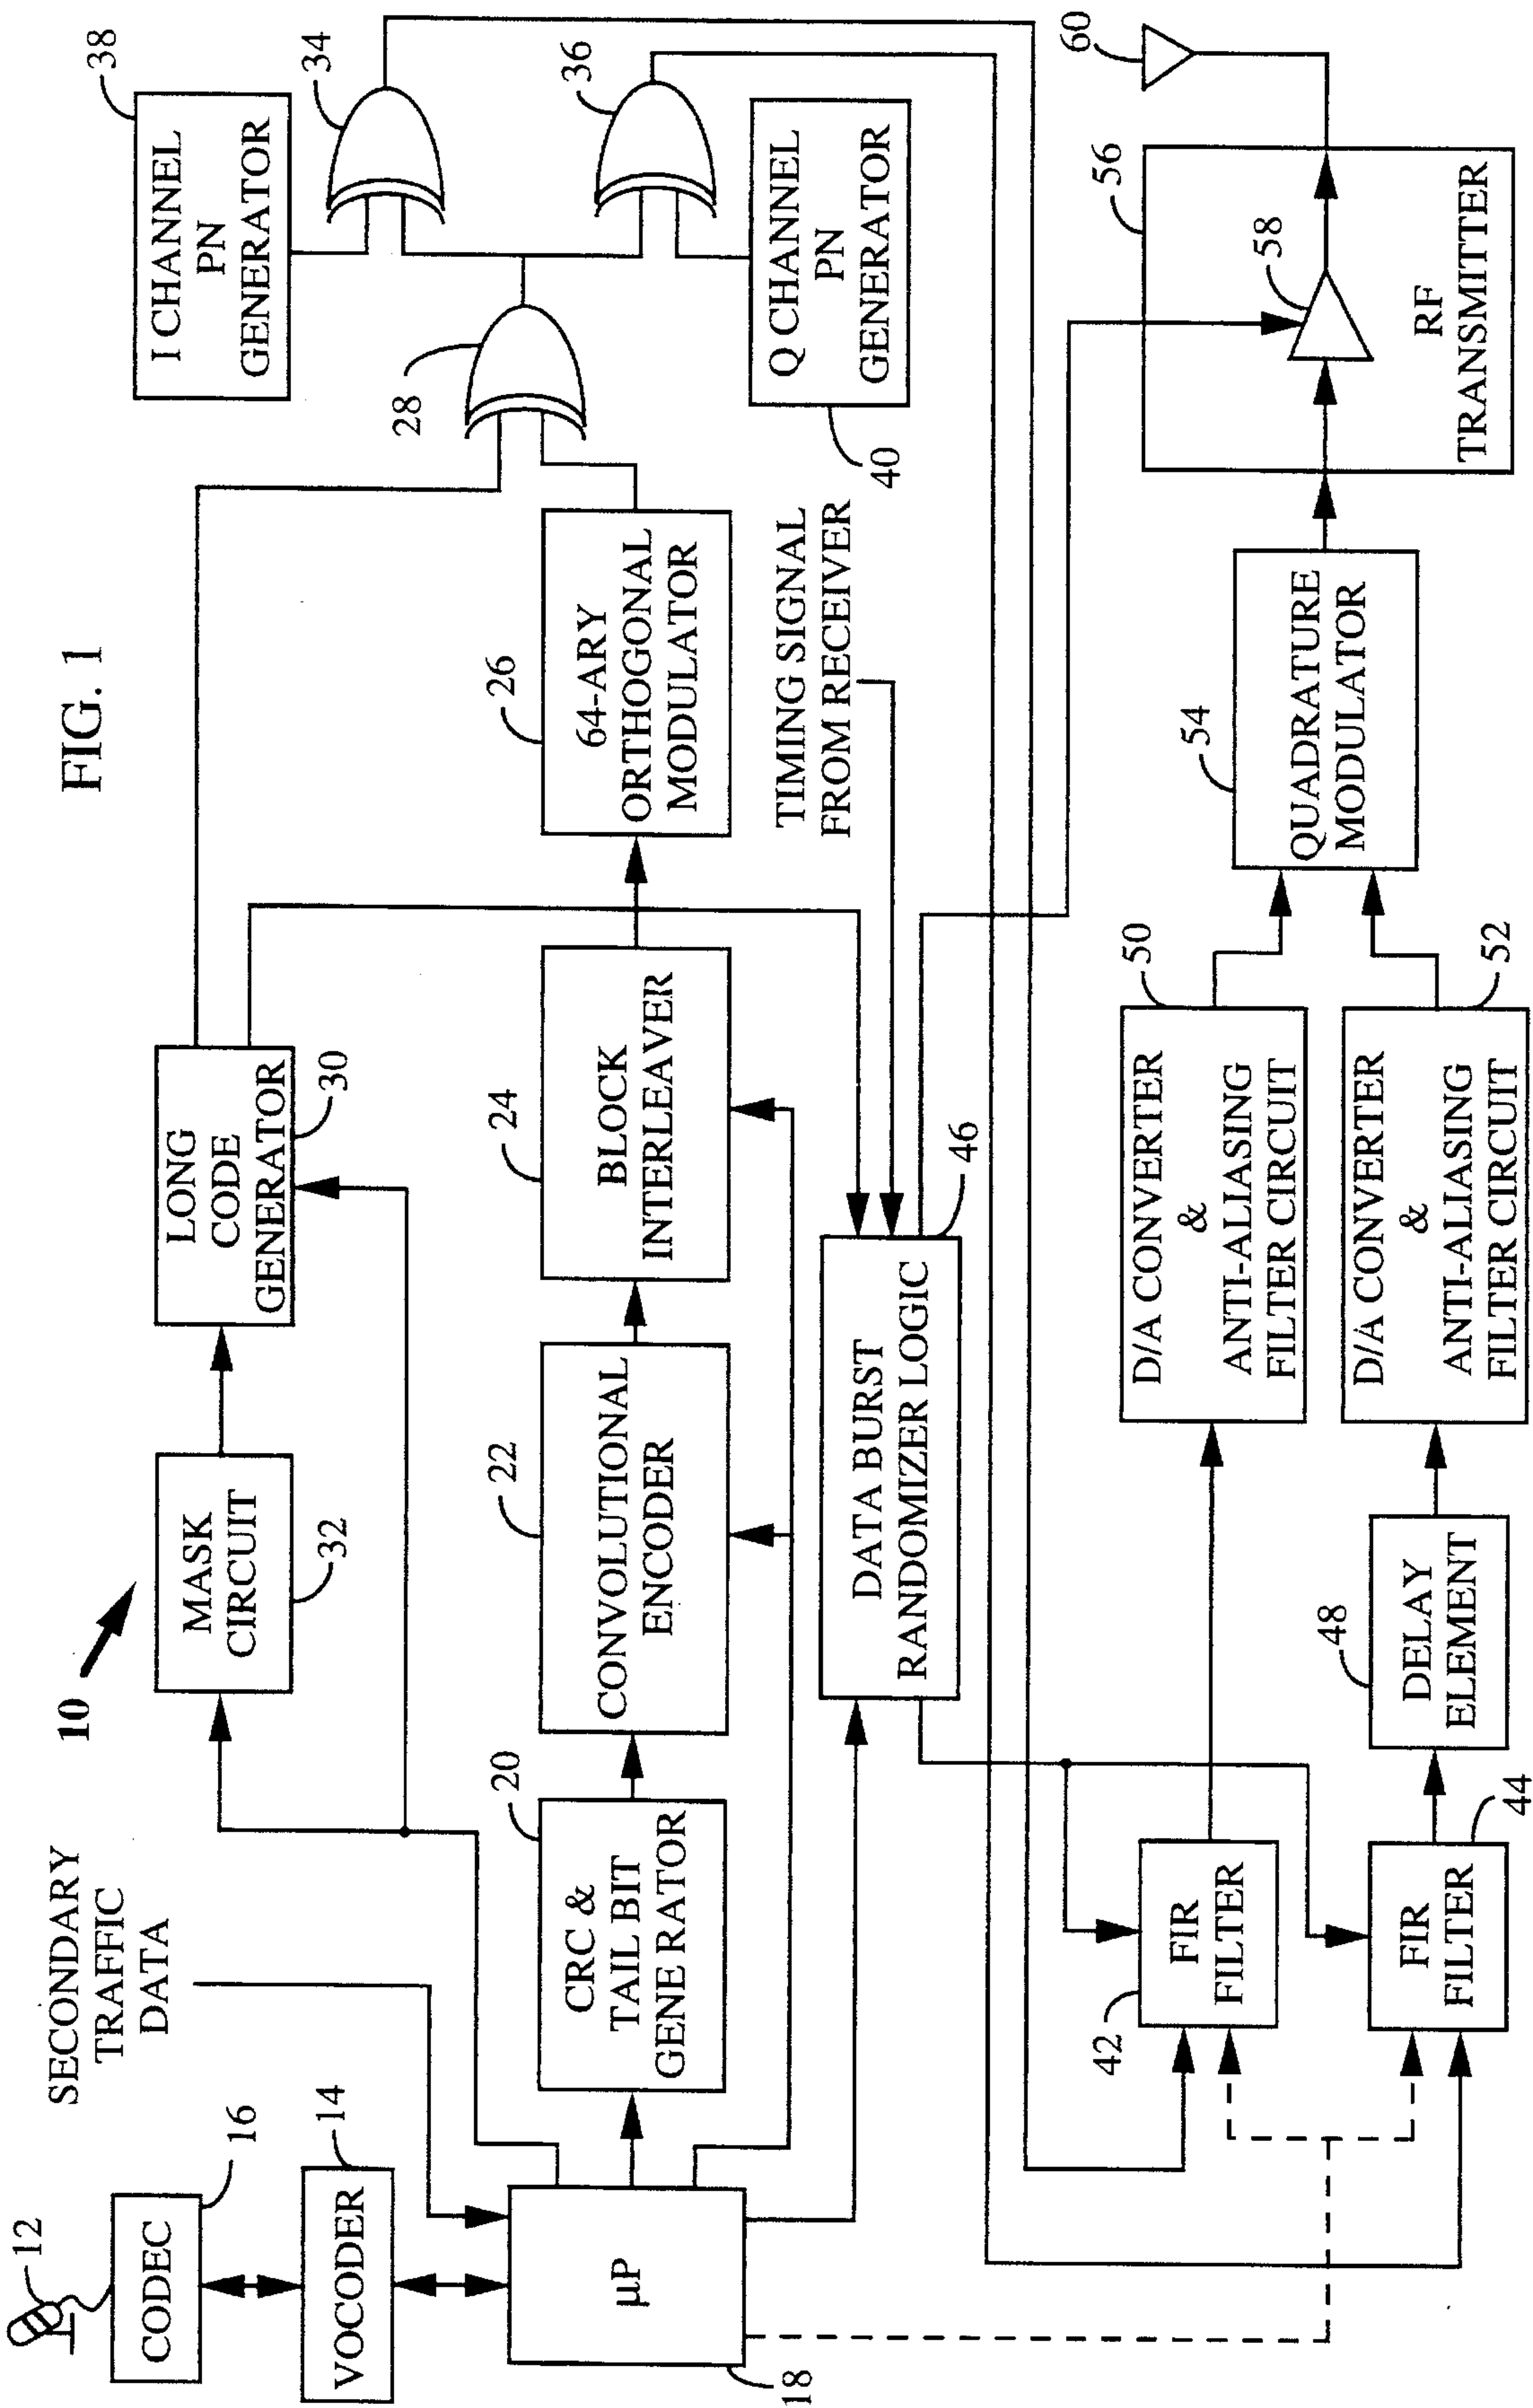 FIG. 1
10
12
CODEC
16
VOCODER
14
SECONDARY
TRAFFIC
DATA
µP
18
MASK
CIRCUIT
32
LONG
CODE
GENERATOR
30
CRC &
TAIL BIT
GENE RATOR
20
CONVOLUTIONAL
ENCODER
22
BLOCK
INTERLEAVER
24
64-ARY
ORTHOGONAL
MODULATOR
26
28
I CHANNEL
PN
GENERATOR
38
34
36
Q CHANNEL
PN
GENERATOR
40
TIMING SIGNAL
FROM RECEIVER
DATA BURST
RANDOMIZER LOGIC
46
FIR
FILTER
42
FIR
FILTER
44
DELAY
ELEMENT
48
D/A CONVERTER
&
ANTI-ALIASING
FILTER CIRCUIT
50
D/A CONVERTER
&
ANTI-ALIASING
FILTER CIRCUIT
52
QUADRATURE
MODULATOR
54
RF
TRANSMITTER
56
58
60